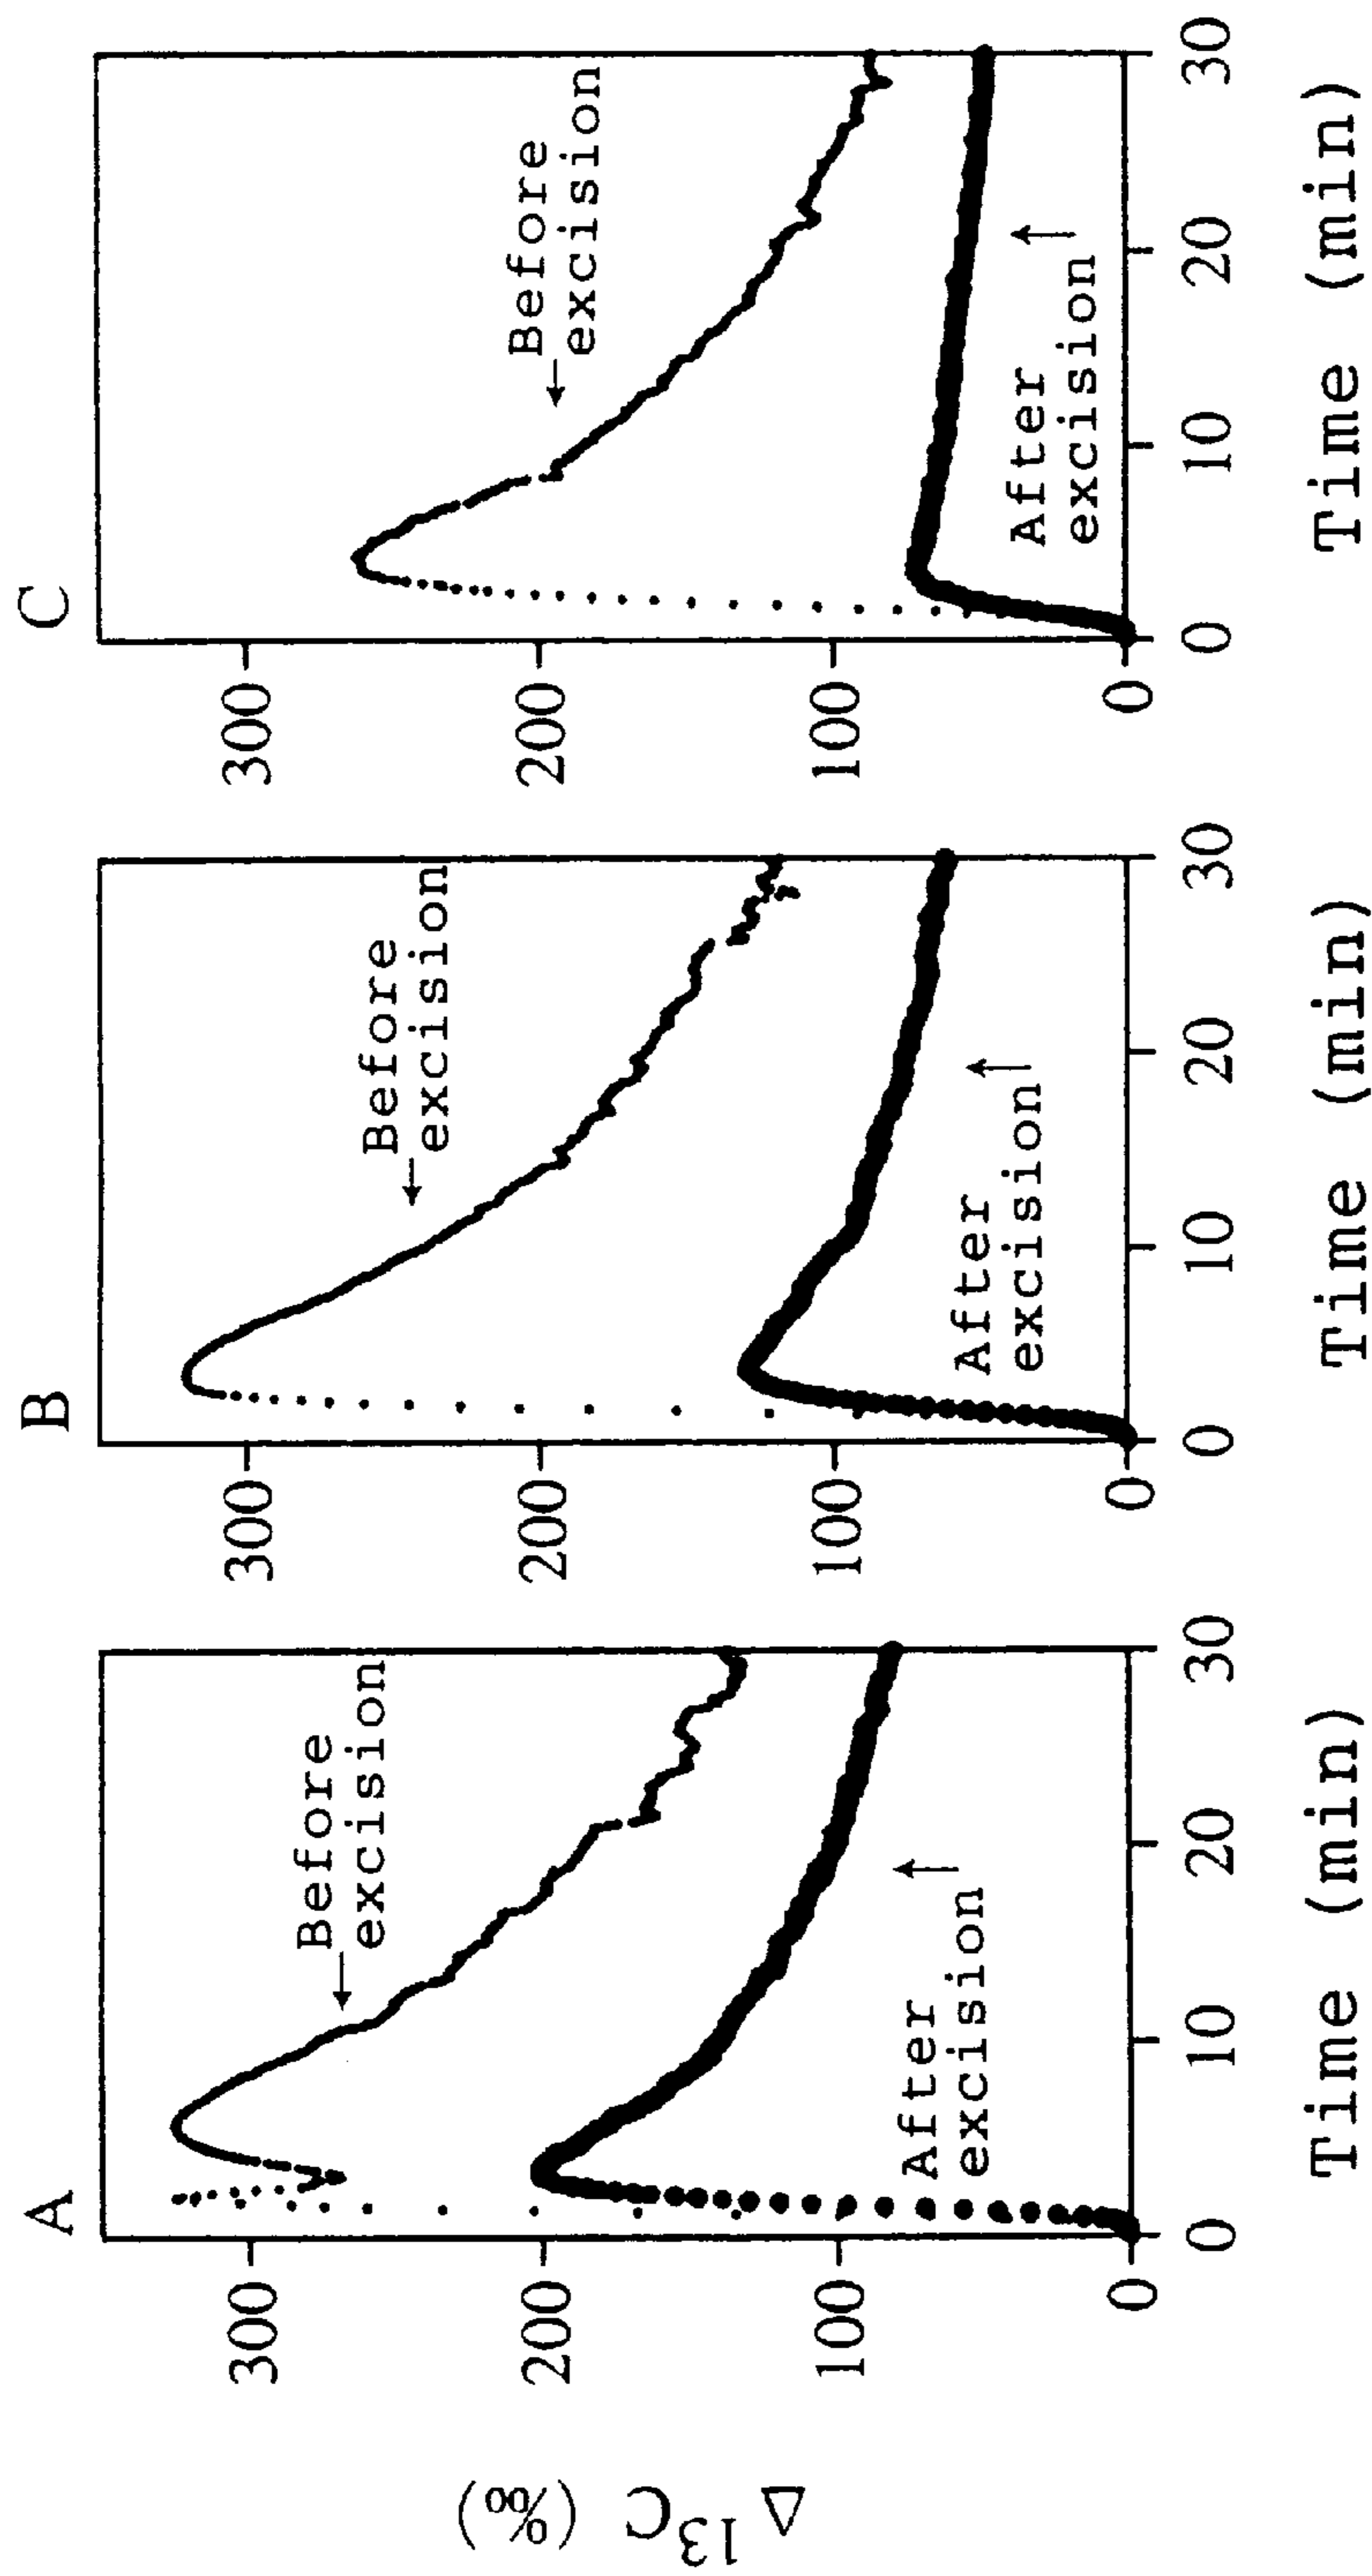 A
B
C
Δ 13C (‰)
300
200
100
0
Before
excision
After
excision
0
10
20
30
Time (min)
300
200
100
0
Before
excision
After
excision
0
10
20
30
Time (min)
300
200
100
0
Before
excision
After
excision
0
10
20
30
Time (min)